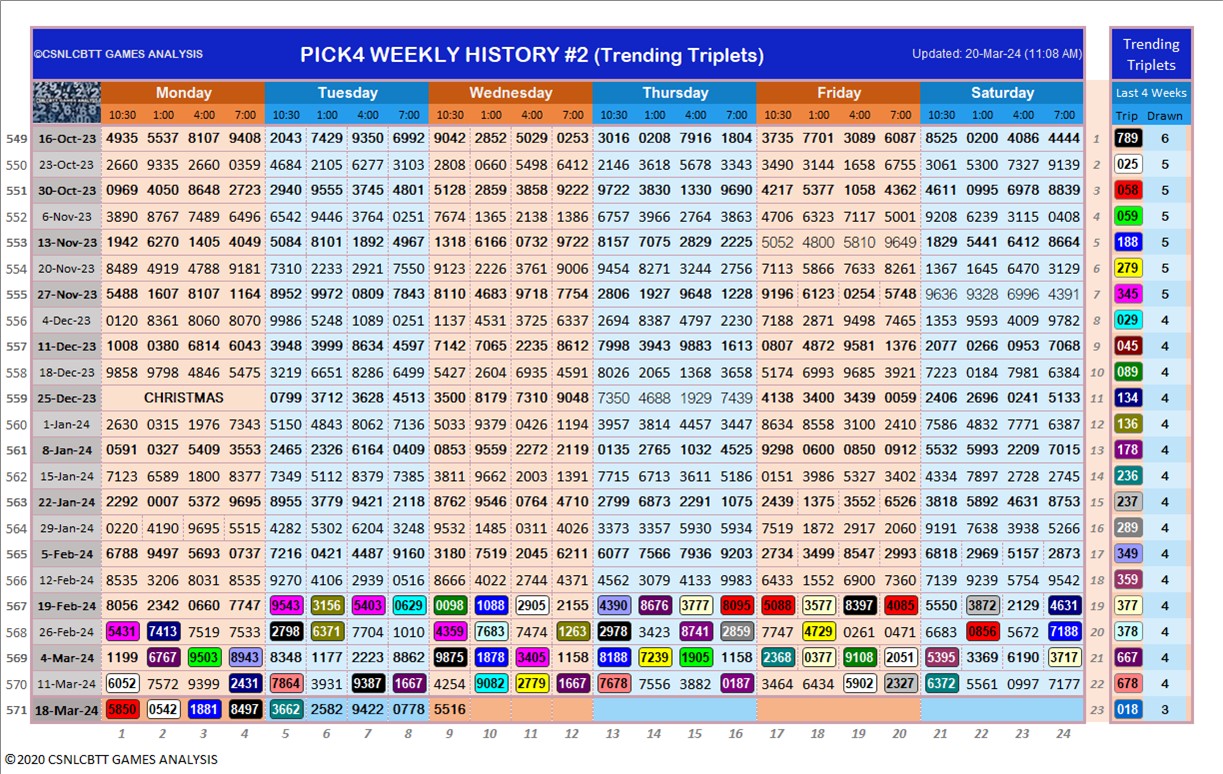 ©CSNLCBTT GAMES ANALYSIS PICK4 WEEKLY HISTORY #2 (Trending Triplets) Updated: 20-Mar-24 (11:08 AM)
Monday Tuesday Wednesday Thursday Friday Saturday
10:30 1:00 4:00 7:00 10:30 1:00 4:00 7:00 10:30 1:00 4:00 7:00 10:30 1:00 4:00 7:00 10:30 1:00 4:00 7:00 10:30 1:00 4:00 7:00
549 16-Oct-23 4935 5537 8107 9408 2043 7429 9350 6992 9042 2852 5029 0253 3016 0208 7916 1804 3735 7701 3089 6087 8525 0200 4086 4444
550 23-Oct-23 2660 9335 2660 0359 4684 2105 6277 3103 9808 0660 5498 6412 2146 3618 5678 3343 3490 3144 1658 6755 3061 5300 7327 9139
551 30-Oct-23 0969 4050 8648 2723 2940 9555 3745 4801 5128 2859 3858 9222 9722 3830 1330 9690 4217 5377 1058 4362 4611 0995 6978 8839
552 6-Nov-23 3890 8767 7489 6496 6542 9446 3764 0251 7674 1365 2138 1386 6757 3966 2764 3863 4706 6323 7117 5001 9208 6239 3115 0408
553 13-Nov-23 1942 6270 1405 4049 5084 8101 1892 4967 1318 6166 0732 9722 8157 7075 2829 2225 5052 4800 5810 9649 1829 5441 6412 8664
554 20-Nov-23 8489 4919 4788 9181 7310 2233 2921 7550 9123 2226 3761 9006 9454 8271 3244 2756 7113 5866 7633 8261 1367 1645 6470 3129
555 27-Nov-23 5488 1607 8107 1164 8952 9972 0809 7843 8110 4683 9718 7754 2806 1927 9648 1228 9196 6123 0254 5748 9636 9328 6996 4391
556 4-Dec-23 0120 8361 8060 8070 9986 5248 1089 0251 1137 4531 3725 6337 2694 8387 4797 2230 7188 2871 9498 7465 1353 9593 4009 9782
557 11-Dec-23 1008 0380 6814 6043 3948 3999 8634 4597 7142 7065 2235 8612 7998 3943 9883 1613 0807 4872 9581 1376 2077 0266 0953 7068
558 18-Dec-23 9858 9798 4846 5475 3219 6651 8286 6499 5427 2604 6935 4591 8026 2065 1368 3658 5174 6993 9685 3921 7223 0184 7981 6384
559 25-Dec-23 CHRISTMAS 0799 3712 3628 4513 3500 8179 7310 9048 7350 4688 1929 7439 4138 3400 3439 0059 2406 2696 0241 5133
560 1-Jan-24 2630 0315 1976 7343 5150 4843 8062 7136 5033 9379 0426 1194 3957 3814 4457 3447 8634 8558 3100 2410 7586 4832 7771 6387
561 8-Jan-24 0591 0327 5409 3553 2465 2326 6164 0409 0853 9559 2272 2119 0135 2765 1032 4525 9298 0600 0850 0912 5532 5993 2209 7015
562 15-Jan-24 7123 6589 1800 8377 7349 5112 8379 7382 9811 9662 2003 1391 7715 6713 3611 5186 0151 3986 5327 3402 4334 7897 2728 2745
563 22-Jan-24 2292 0007 5372 9695 8955 3779 9421 2118 8762 9546 0764 4710 2799 6873 2291 1075 2439 1375 3552 6526 3818 5892 4631 8753
564 29-Jan-24 0220 4190 9695 5515 4282 5302 6204 3248 9532 1485 0311 4026 3373 3357 5930 5934 7519 1872 2917 2060 9191 7638 3938 5266
565 5-Feb-24 6788 9497 5693 0737 7216 0421 4487 9160 3180 7519 2045 6211 6077 7566 7936 9203 2734 3499 8547 2993 6818 2969 5157 2873
566 12-Feb-24 8535 3206 8031 8535 9270 4106 2939 0516 8666 4022 2744 4371 4562 3079 4133 9983 6433 1552 6900 7360 7139 9239 5754 9542
567 19-Feb-24 8056 2342 0660 7747 9543 3156 5403 0629 0098 1088 2905 2155 4390 8676 3777 8095 5088 3577 8397 4085 5550 3872 2129 4631
568 26-Feb-24 5431 7413 7519 7533 2798 6371 7704 1010 4359 7683 7474 1263 2978 3423 8741 2859 7747 4729 0261 0471 6683 0856 5672 7188
569 4-Mar-24 1199 6767 9503 8943 8348 1177 2223 8862 9875 1878 3405 1158 8188 7239 1905 1158 2368 0377 9108 2051 5395 3369 6190 3717
570 11-Mar-24 6052 7572 9399 2431 7864 3931 9387 1667 4254 9082 2779 1667 7678 7556 3882 0187 3464 6434 5902 2327 6372 5561 0997 7177
571 18-Mar-24 5850 0542 1881 8497 3662 2582 9422 0778 5516
1 2 3 4 5 6 7 8 9 10 11 12 13 14 15 16 17 18 19 20 21 22 23 24
Trending
Triplets
Last 4 Weeks
Trip Drawn
1 789 6
2 025 5
3 058 5
4 059 5
5 188 5
6 279 5
7 345 5
8 029 4
9 045 4
10 089 4
11 134 4
12 136 4
13 178 4
14 236 4
15 237 4
16 289 4
17 349 4
18 359 4
19 377 4
20 378 4
21 667 4
22 678 4
23 018 3
©2020 CSNLCBTT GAMES ANALYSIS